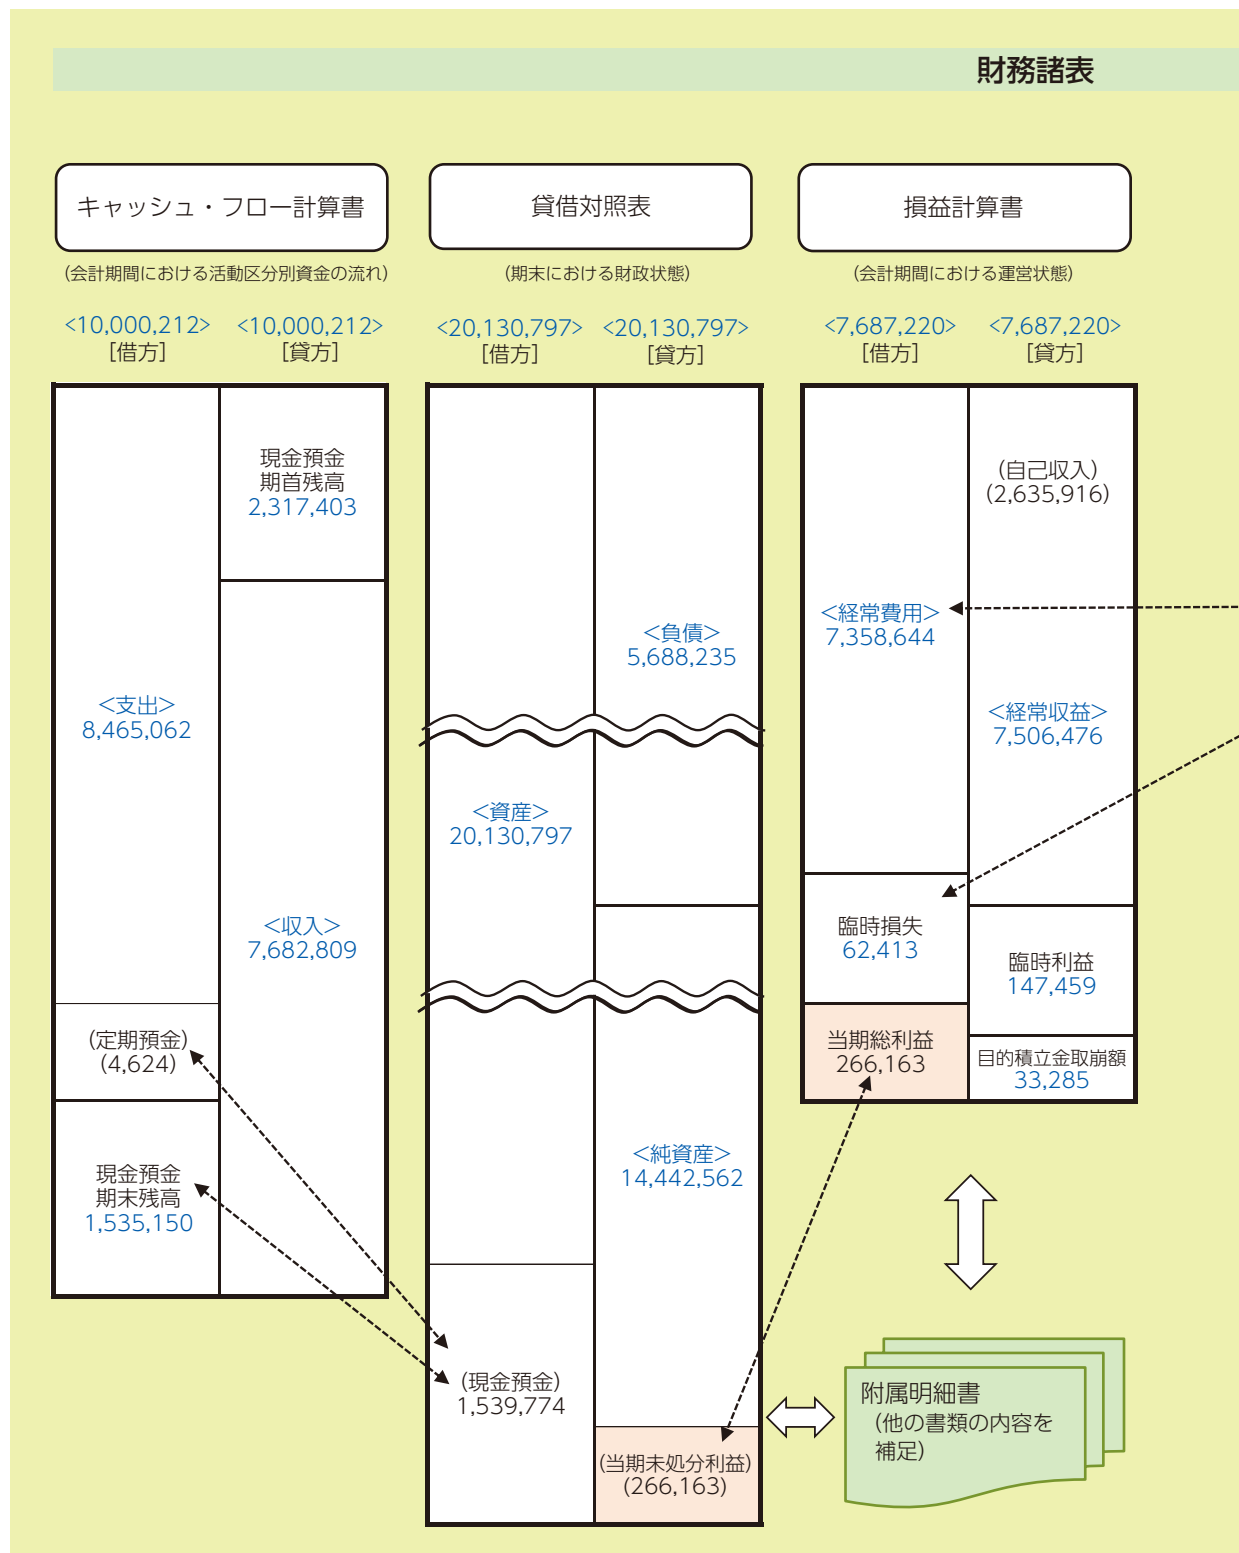 財務諸表
キャッシュ・フロー計算書
(会計期間における活動区分別資金の流れ)
<10,000,212> <10,000,212>
[借方] [貸方]
現金預金
期首残高
2,317,403
<支出>
8,465,062
<収入>
7,682,809
(定期預金)
(4,624)
現金預金
期末残高
1,535,150
貸借対照表
(期末における財政状態)
<20,130,797> <20,130,797>
[借方] [貸方]
<負債>
5,688,235
<資産>
20,130,797
<純資産>
14,442,562
(現金預金)
1,539,774
(当期未処分利益)
(266,163)
損益計算書
(会計期間における運営状態)
<7,687,220> <7,687,220>
[借方] [貸方]
(自己収入)
(2,635,916)
<経常費用>
7,358,644
<経常収益>
7,506,476
臨時損失
62,413
臨時利益
147,459
当期総利益
266,163
目的積立金取崩額
33,285
附属明細書
(他の書類の内容を
補足)